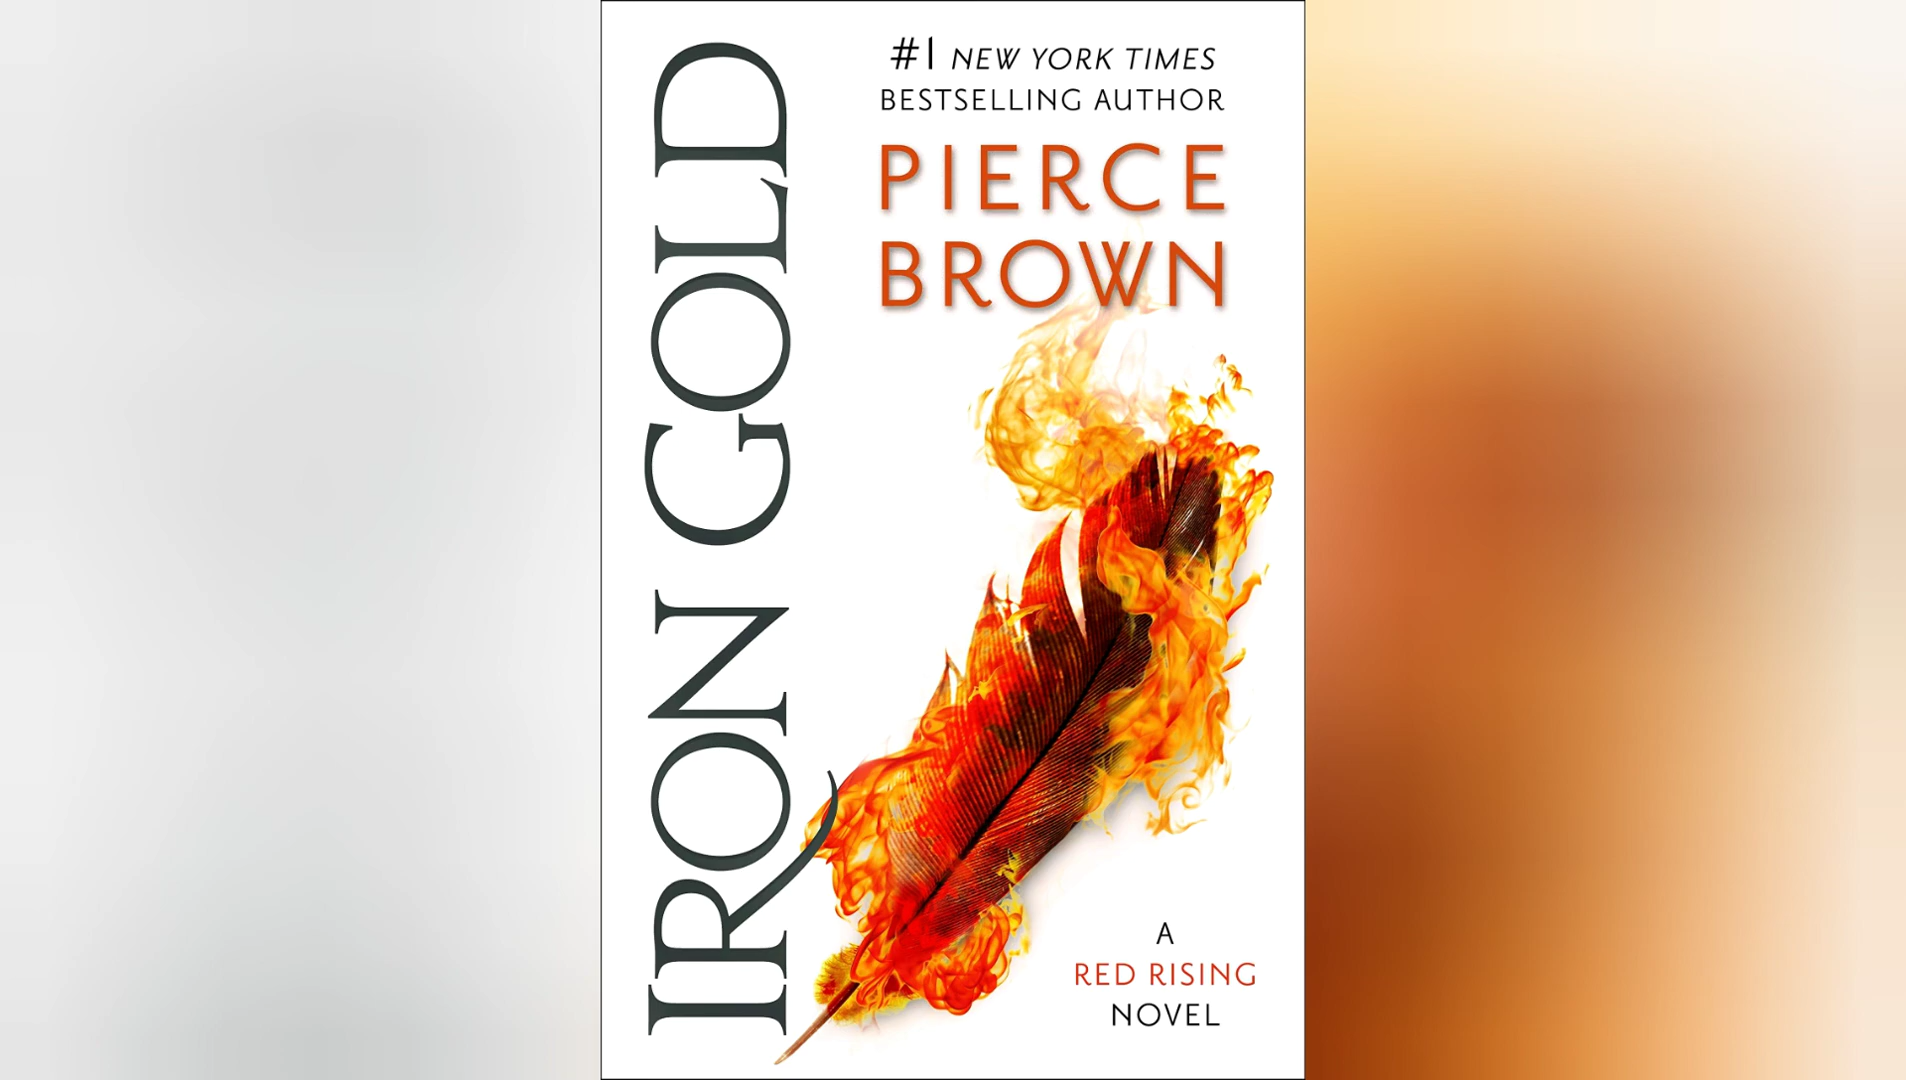 IRON GOLD
#1 NEW YORK TIMES
BESTSELLING AUTHOR
PIERCE
BROWN
A
RED RISING
NOVEL